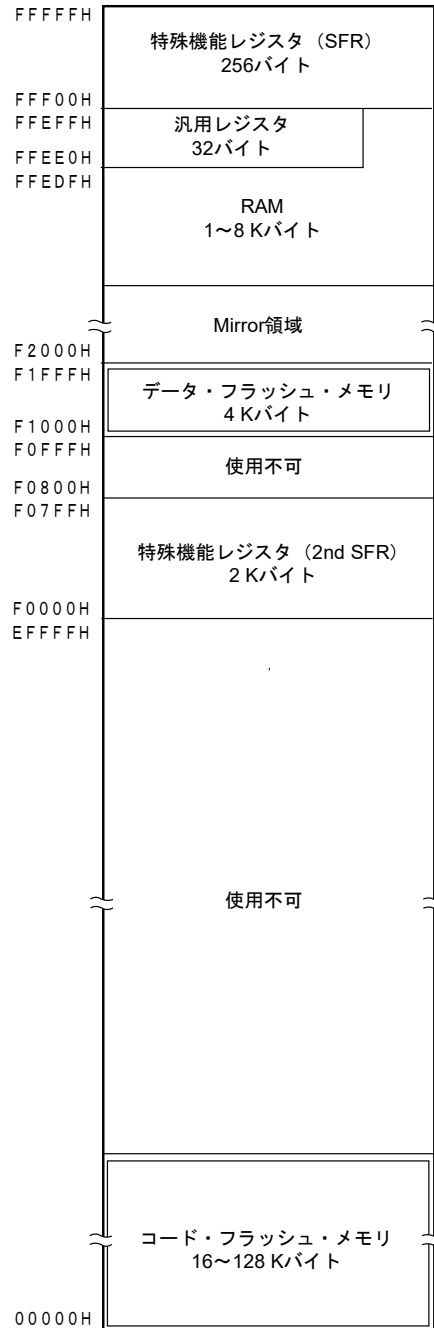 FFFFFH
特殊機能レジスタ（SFR）
256バイト
FFF00H
FFEFFH
汎用レジスタ
32バイト
FFEE0H
FFEDFH
RAM
1～8 Kバイト
Mirror領域
F2000H
F1FFFH
データ・フラッシュ・メモリ
4 Kバイト
F1000H
F0FFFH
使用不可
F0800H
F07FFH
特殊機能レジスタ（2nd SFR）
2 Kバイト
F0000H
EFFFFH
使用不可
コード・フラッシュ・メモリ
16～128 Kバイト
00000H